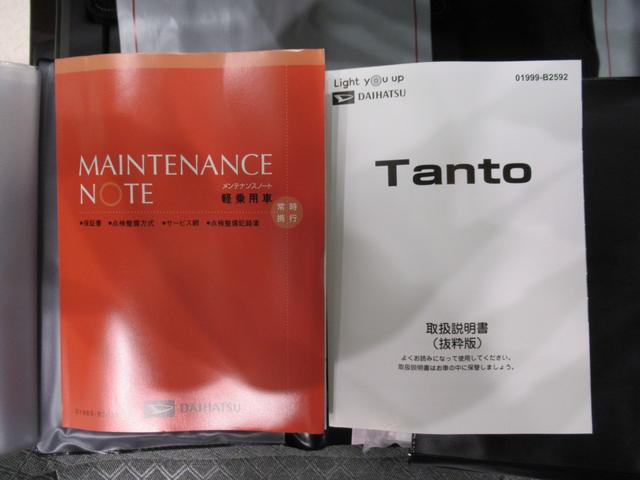 MAINTENANCE
NOTE
メンテナンスノート
軽乗用車
常時
携行
●保証書 ●点検整備方式 ●サービス網 ●点検整備記録簿
DAIHATSU
Light you up
01999-B2592
DAIHATSU
Tanto
取扱説明書
(抜粋版)
よくお読みになって使用してください。
取扱説明書はお車の中に保管しましょう。